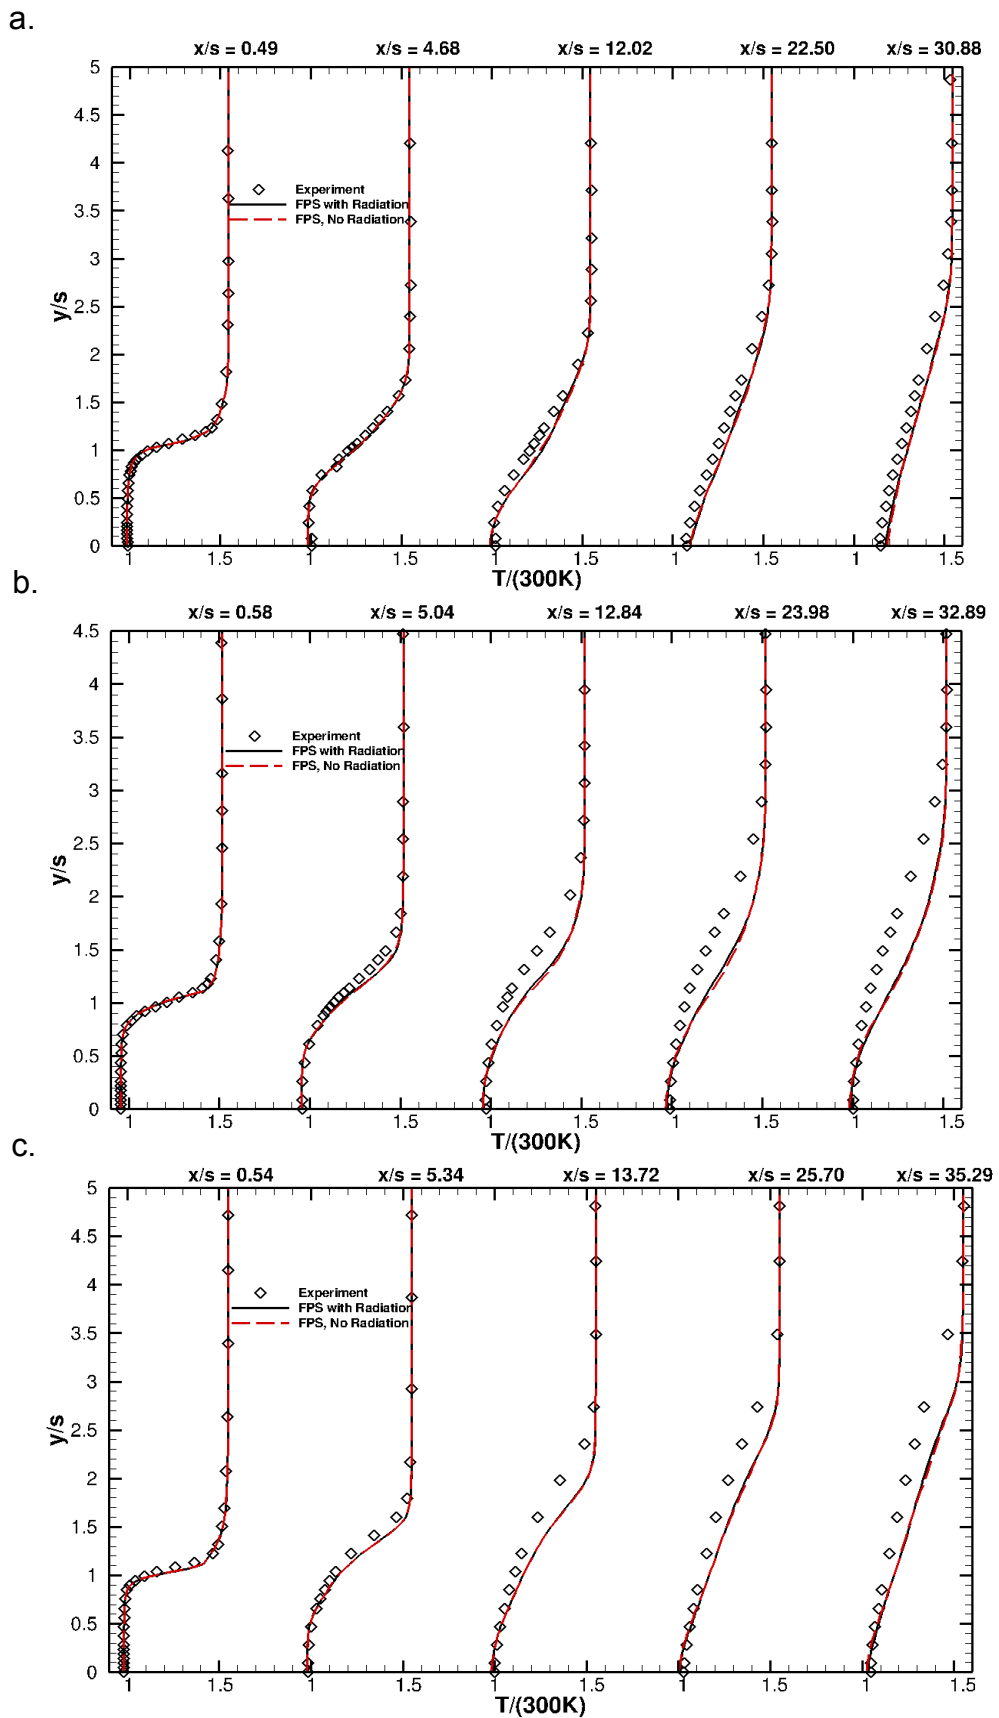 a.
x/s = 0.49 x/s = 4.68 x/s = 12.02 x/s = 22.50 x/s = 30.88
5
4.5
4
Experiment
3.5
FPS with Radiation
FPS, No Radiation
3
y/s
2.5
2
1.5
1
0.5
0
1 1.5 1 1.5 1 1.5 1 1.5 1 1.5
T/(300K)
b.
x/s = 0.58 x/s = 5.04 x/s = 12.84 x/s = 23.98 x/s = 32.89
4.5
4
Experiment
3.5
FPS with Radiation
FPS, No Radiation
3
2.5
y/s
2
1.5
1
0.5
0
1 1.5 1 1.5 1 1.5 1 1.5 1 1.5
T/(300K)
c.
x/s = 0.54 x/s = 5.34 x/s = 13.72 x/s = 25.70 x/s = 35.29
5
4.5
4
Experiment
FPS with Radiation
3.5
FPS, No Radiation
3
2.5
y/s
2
1.5
1
0.5
0
1 1.5 1 1.5 1 1.5 1 1.5 1 1.5
T/(300K)